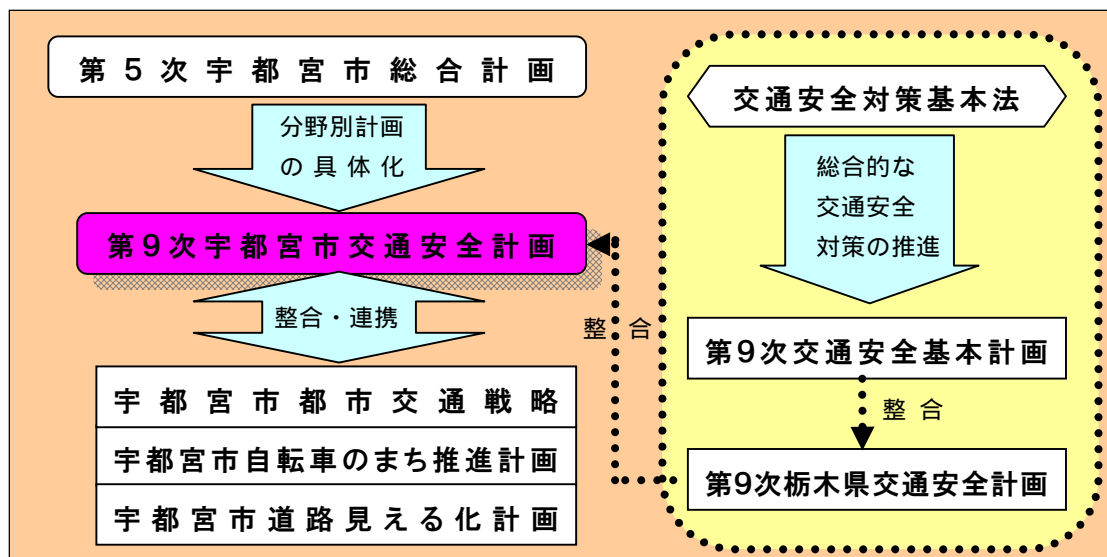 第5次宇都宮市総合計画
分野別計画
の具体化
第9次宇都宮市交通安全計画
整合・連携
宇都宮市都市交通戦略
宇都宮市自転車のまち推進計画
宇都宮市道路見える化計画
整合
交通安全対策基本法
総合的な
交通安全
対策の推進
第9次交通安全基本計画
整合
第9次栃木県交通安全計画